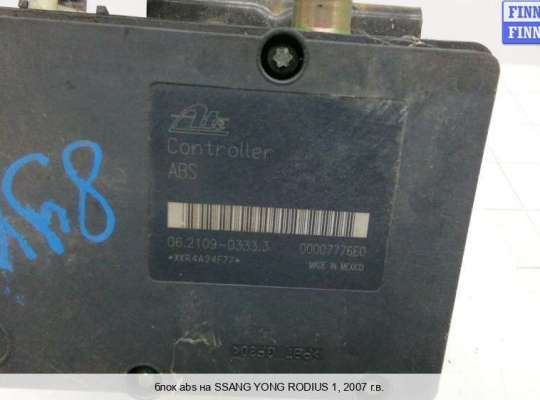 FINN
FINN
Ate
Controller
ABS
06.2109-0333.3 00007776E0
*XKR4A24F77*
MADE IN MEXICO
блок abs на SSANG YONG RODIUS 1, 2007 г.в.